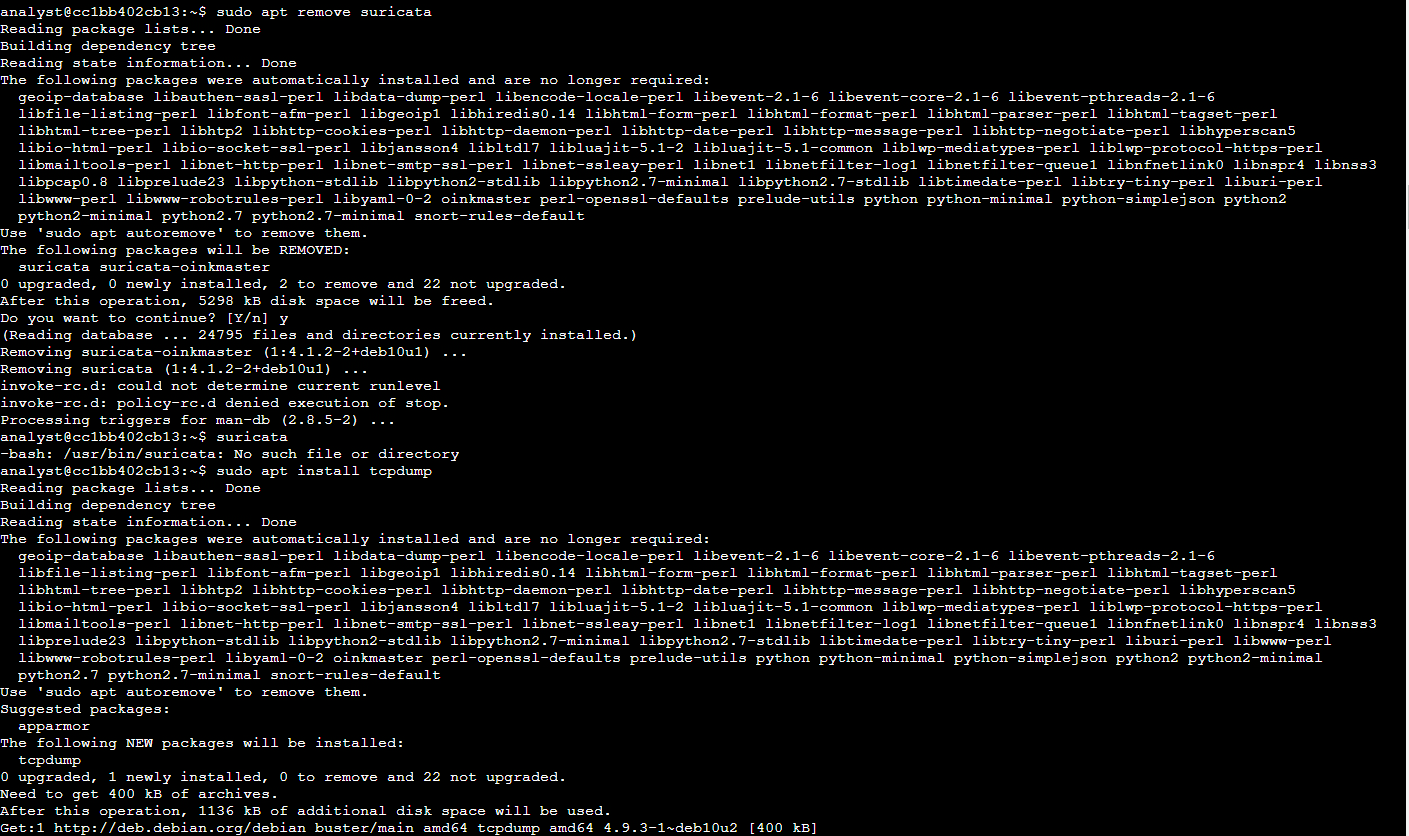 analyst@cc1bb402cb13:~$ sudo apt remove suricata
Reading package lists... Done
Building dependency tree
Reading state information... Done
The following packages were automatically installed and are no longer required:
  geoip-database libauthen-sasl-perl libdata-dump-perl libencode-locale-perl libevent-2.1-6 libevent-core-2.1-6 libevent-pthreads-2.1-6
  libfile-listing-perl libfont-afm-perl libgeoip1 libhiredis0.14 libhtml-form-perl libhtml-format-perl libhtml-parser-perl libhtml-tagset-perl
  libhtml-tree-perl libhtp2 libhttp-cookies-perl libhttp-daemon-perl libhttp-date-perl libhttp-message-perl libhttp-negotiate-perl libhyperscan5
  libio-html-perl libio-socket-ssl-perl libjansson4 libltdl7 libluajit-5.1-2 libluajit-5.1-common liblwp-mediatypes-perl liblwp-protocol-https-perl
  libmailtools-perl libnet-http-perl libnet-smtp-ssl-perl libnet-ssleay-perl libnet1 libnetfilter-log1 libnetfilter-queue1 libnfnetlink0 libnspr4 libnss3
  libpcap0.8 libprelude23 libpython-stdlib libpython2-stdlib libpython2.7-minimal libpython2.7-stdlib libtimedate-perl libtry-tiny-perl liburi-perl
  libwww-perl libwww-robotrules-perl libyaml-0-2 oinkmaster perl-openssl-defaults prelude-utils python python-minimal python-simplejson python2
  python2-minimal python2.7 python2.7-minimal snort-rules-default
Use 'sudo apt autoremove' to remove them.
The following packages will be REMOVED:
  suricata suricata-oinkmaster
0 upgraded, 0 newly installed, 2 to remove and 22 not upgraded.
After this operation, 5298 kB disk space will be freed.
Do you want to continue? [Y/n] y
(Reading database ... 24795 files and directories currently installed.)
Removing suricata-oinkmaster (1:4.1.2-2+deb10u1) ...
Removing suricata (1:4.1.2-2+deb10u1) ...
invoke-rc.d: could not determine current runlevel
invoke-rc.d: policy-rc.d denied execution of stop.
Processing triggers for man-db (2.8.5-2) ...
analyst@cc1bb402cb13:~$ suricata
-bash: /usr/bin/suricata: No such file or directory
analyst@cc1bb402cb13:~$ sudo apt install tcpdump
Reading package lists... Done
Building dependency tree
Reading state information... Done
The following packages were automatically installed and are no longer required:
  geoip-database libauthen-sasl-perl libdata-dump-perl libencode-locale-perl libevent-2.1-6 libevent-core-2.1-6 libevent-pthreads-2.1-6
  libfile-listing-perl libfont-afm-perl libgeoip1 libhiredis0.14 libhtml-form-perl libhtml-format-perl libhtml-parser-perl libhtml-tagset-perl
  libhtml-tree-perl libhtp2 libhttp-cookies-perl libhttp-daemon-perl libhttp-date-perl libhttp-message-perl libhttp-negotiate-perl libhyperscan5
  libio-html-perl libio-socket-ssl-perl libjansson4 libltdl7 libluajit-5.1-2 libluajit-5.1-common liblwp-mediatypes-perl liblwp-protocol-https-perl
  libmailtools-perl libnet-http-perl libnet-smtp-ssl-perl libnet-ssleay-perl libnet1 libnetfilter-log1 libnetfilter-queue1 libnfnetlink0 libnspr4 libnss3
  libprelude23 libpython-stdlib libpython2-stdlib libpython2.7-minimal libpython2.7-stdlib libtimedate-perl libtry-tiny-perl liburi-perl libwww-perl
  libwww-robotrules-perl libyaml-0-2 oinkmaster perl-openssl-defaults prelude-utils python python-minimal python-simplejson python2 python2-minimal
  python2.7 python2.7-minimal snort-rules-default
Use 'sudo apt autoremove' to remove them.
Suggested packages:
  apparmor
The following NEW packages will be installed:
  tcpdump
0 upgraded, 1 newly installed, 0 to remove and 22 not upgraded.
Need to get 400 kB of archives.
After this operation, 1136 kB of additional disk space will be used.
Get:1 http://deb.debian.org/debian buster/main amd64 tcpdump amd64 4.9.3-1~deb10u2 [400 kB]